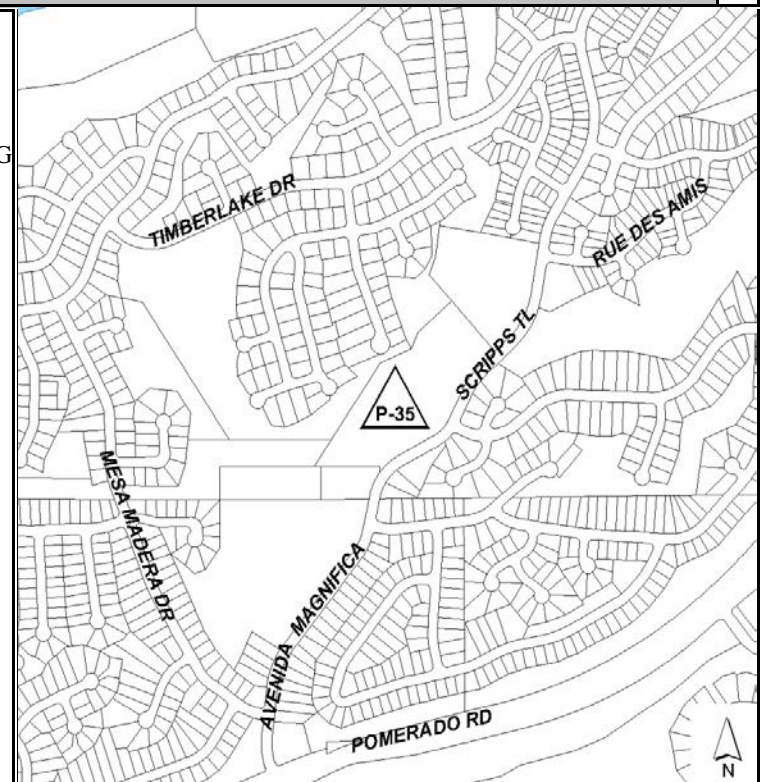 G
TIMBERLAKE DR
RUE DES AMIS
SCRIPPS TL
P-35
MESA MADERA DR
AVENIDA MAGNIFICA
POMERADO RD
N